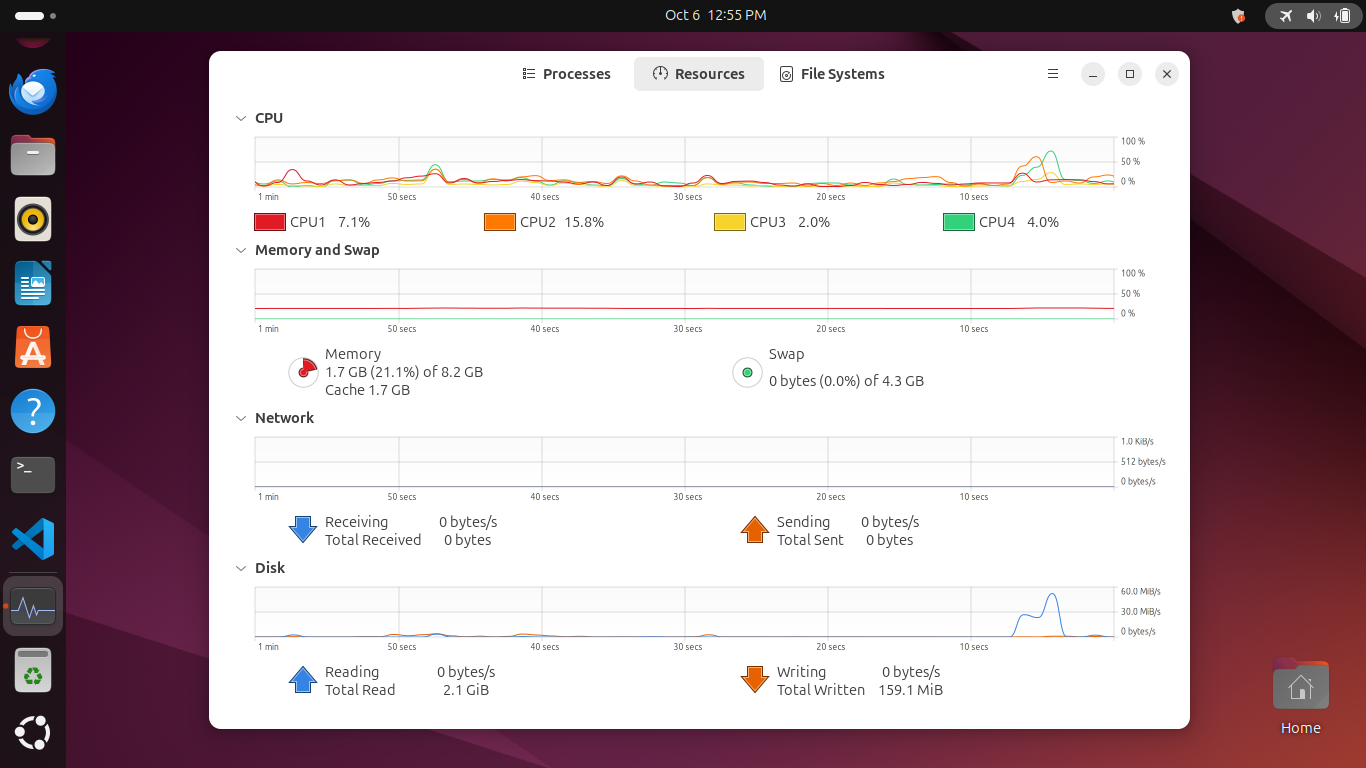 Oct 6 12:55 PM
Processes Resources File Systems
CPU
100 %
50 %
0 %
1 min 50 secs 40 secs 30 secs 20 secs 10 secs
CPU1 7.1% CPU2 15.8% CPU3 2.0% CPU4 4.0%
Memory and Swap
100 %
50 %
0 %
1 min 50 secs 40 secs 30 secs 20 secs 10 secs
Memory
1.7 GB (21.1%) of 8.2 GB
Cache 1.7 GB
Swap
0 bytes (0.0%) of 4.3 GB
Network
1.0 KiB/s
512 bytes/s
0 bytes/s
1 min 50 secs 40 secs 30 secs 20 secs 10 secs
Receiving 0 bytes/s
Total Received 0 bytes
Sending 0 bytes/s
Total Sent 0 bytes
Disk
60.0 MiB/s
30.0 MiB/s
0 bytes/s
1 min 50 secs 40 secs 30 secs 20 secs 10 secs
Reading 0 bytes/s
Total Read 2.1 GiB
Writing 0 bytes/s
Total Written 159.1 MiB
Home